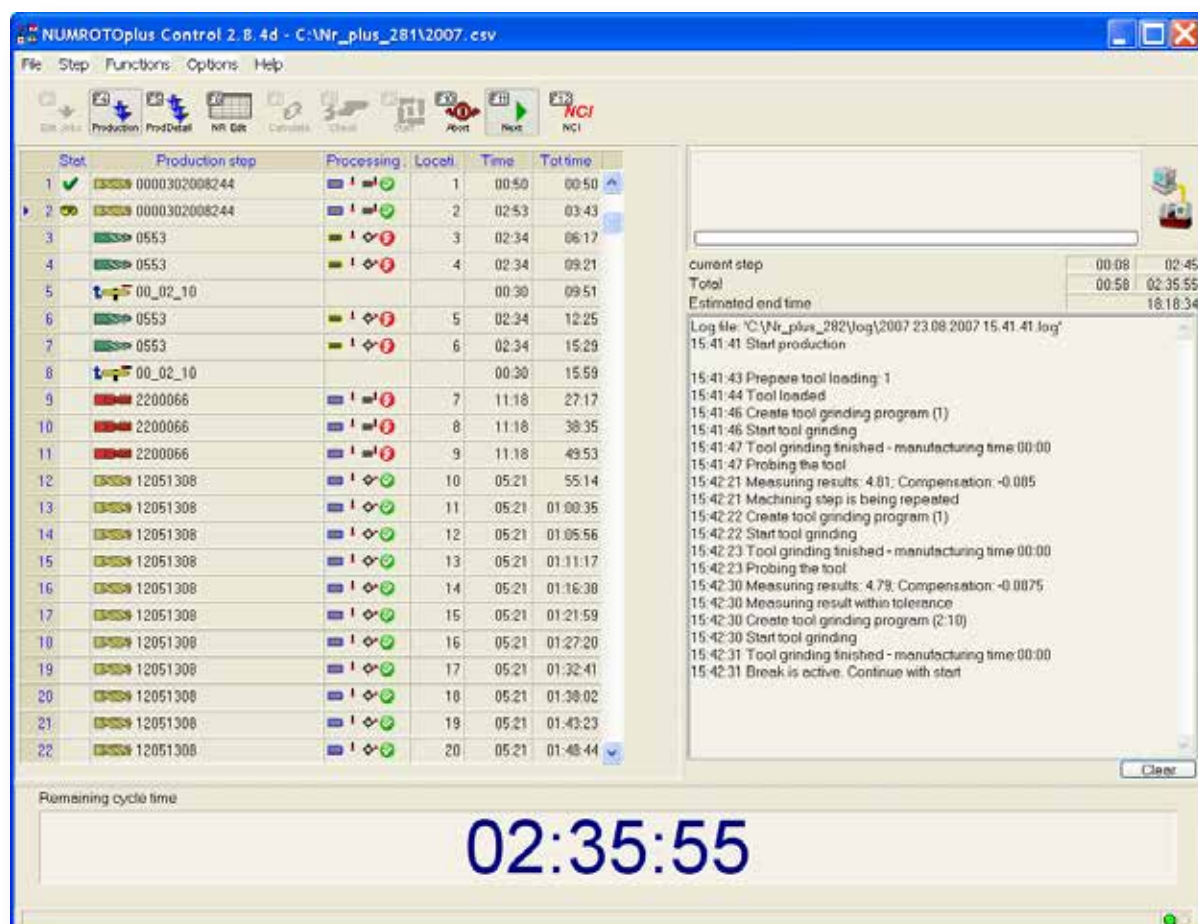 NUMROTOplus Control 2.8.4d - C:\Nr_plus_281\2007.csv
File Step Functions Options Help
F4 F5 F6 F10 F11 F12
NCI
Edit Jobs Production ProdDetail NR Edit Calculate Check Start Abort Next NCI
Stat. Production step Processing Locati. Time Tot time
1 0000302008244 1 00:50 00:50
2 0000302008244 2 02:53 03:43
3 0553 3 02:34 06:17
4 0553 4 02:34 09:21
5 00_02_10 00:30 09:51
6 0553 5 02:34 12:25
7 0553 6 02:34 15:29
8 00_02_10 00:30 15:59
9 2200066 7 11:18 27:17
10 2200066 8 11:18 38:35
11 2200066 9 11:18 49:53
12 12051308 10 05:21 55:14
13 12051308 11 05:21 01:00:35
14 12051308 12 05:21 01:05:56
15 12051308 13 05:21 01:11:17
16 12051308 14 05:21 01:16:38
17 12051308 15 05:21 01:21:59
18 12051308 16 05:21 01:27:20
19 12051308 17 05:21 01:32:41
20 12051308 18 05:21 01:38:02
21 12051308 19 05:21 01:43:23
22 12051308 20 05:21 01:48:44
current step 00:08 02:45
Total 00:58 02:35:55
Estimated end time 18:18:34
Log file: 'C:\Nr_plus_282\log\2007 23.08.2007 15.41.41.log'
15:41:41 Start production
15:41:43 Prepare tool loading: 1
15:41:44 Tool loaded
15:41:46 Create tool grinding program (1)
15:41:46 Start tool grinding
15:41:47 Tool grinding finished - manufacturing time:00:00
15:41:47 Probing the tool
15:42:21 Measuring results: 4.81; Compensation: -0.085
15:42:21 Machining step is being repeated
15:42:22 Create tool grinding program (1)
15:42:22 Start tool grinding
15:42:23 Tool grinding finished - manufacturing time:00:00
15:42:23 Probing the tool
15:42:30 Measuring results: 4.79; Compensation: -0.0875
15:42:30 Measuring result within tolerance
15:42:30 Create tool grinding program (2:10)
15:42:30 Start tool grinding
15:42:31 Tool grinding finished - manufacturing time:00:00
15:42:31 Break is active. Continue with start
Clear
Remaining cycle time
02:35:55